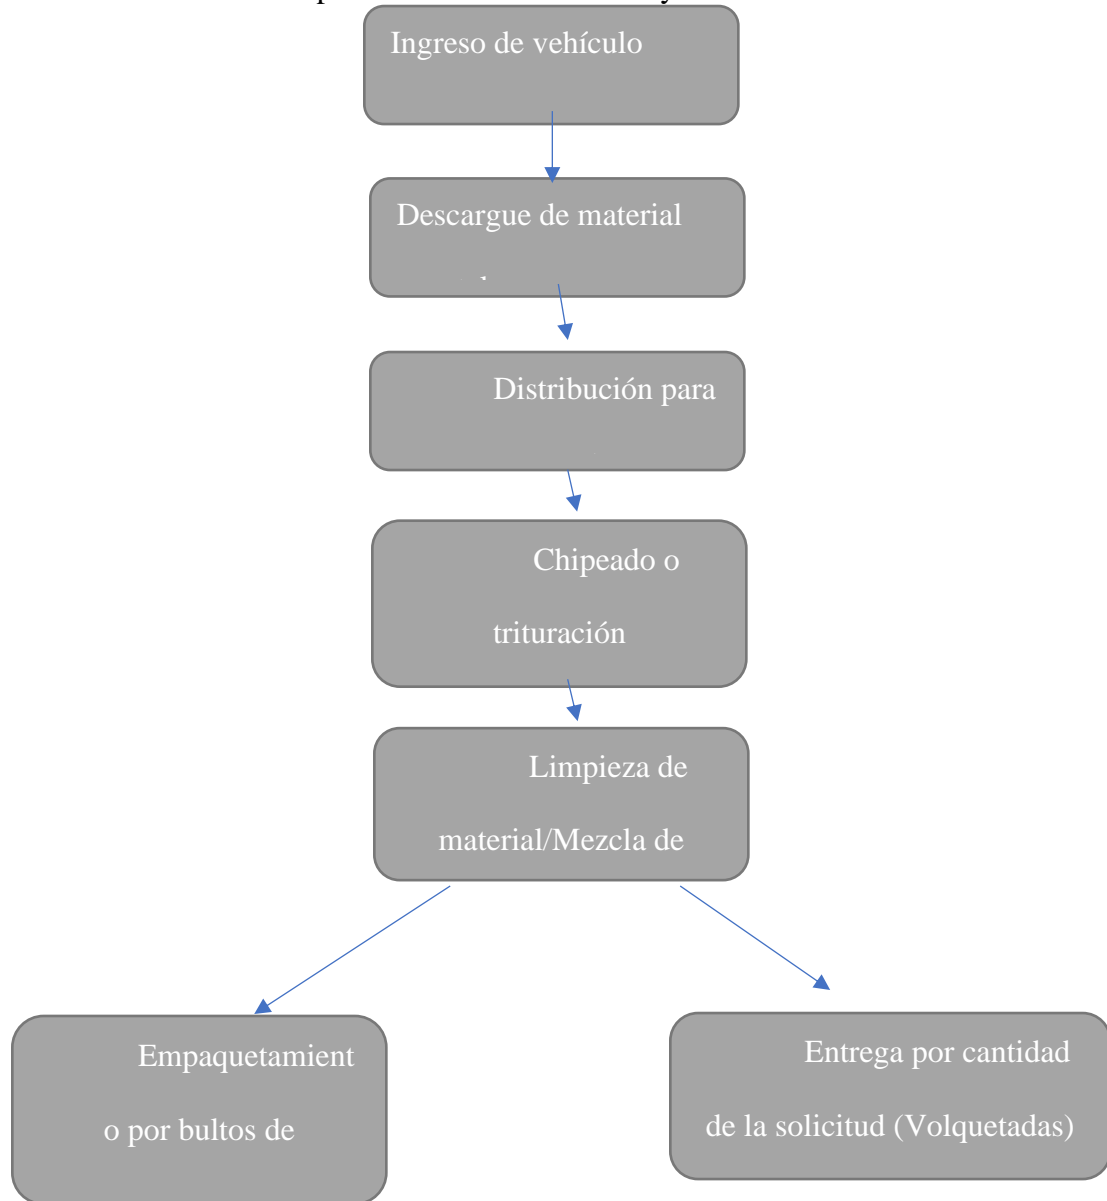 Ingreso de vehículo
Descargue de material
Distribución para
Chipeado o
trituración
Limpieza de
material/Mezcla de
Empaquetamient
o por bultos de
Entrega por cantidad
de la solicitud (Volquetadas)